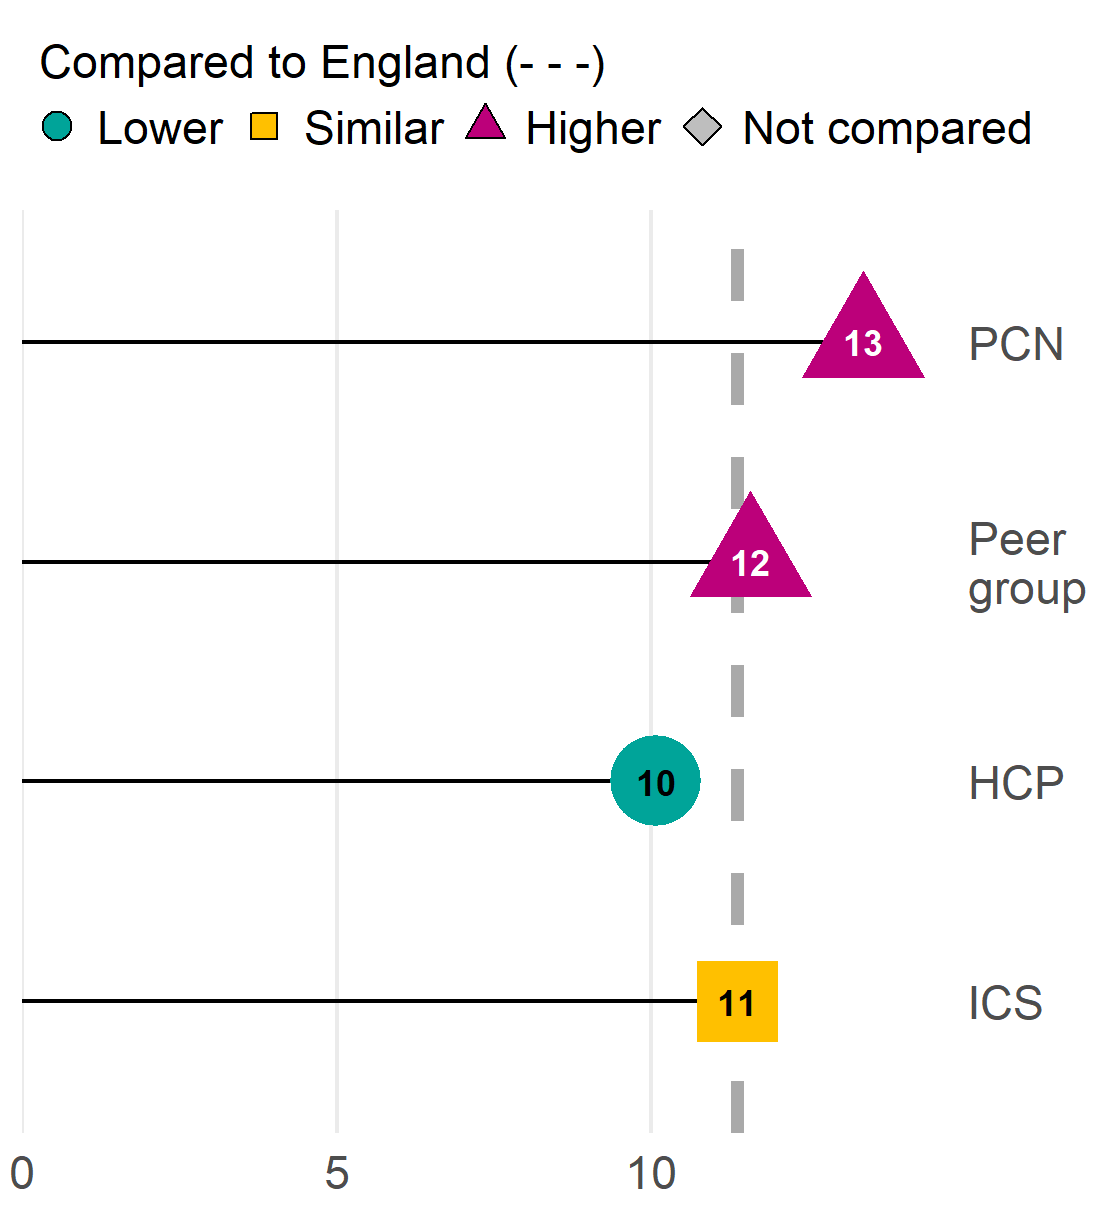 Compared to England (- - -)
Lower Similar Higher Not compared
13 PCN
12 Peer
group
10 HCP
11 ICS
0 5 10